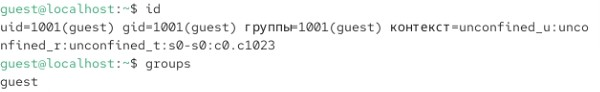 guest@localhost:~$ id
uid=1001(guest) gid=1001(guest) группы=1001(guest) контекст=unconfined_u:unco
nfined_r:unconfined_t:s0-s0:c0.c1023
guest@localhost:~$ groups
guest